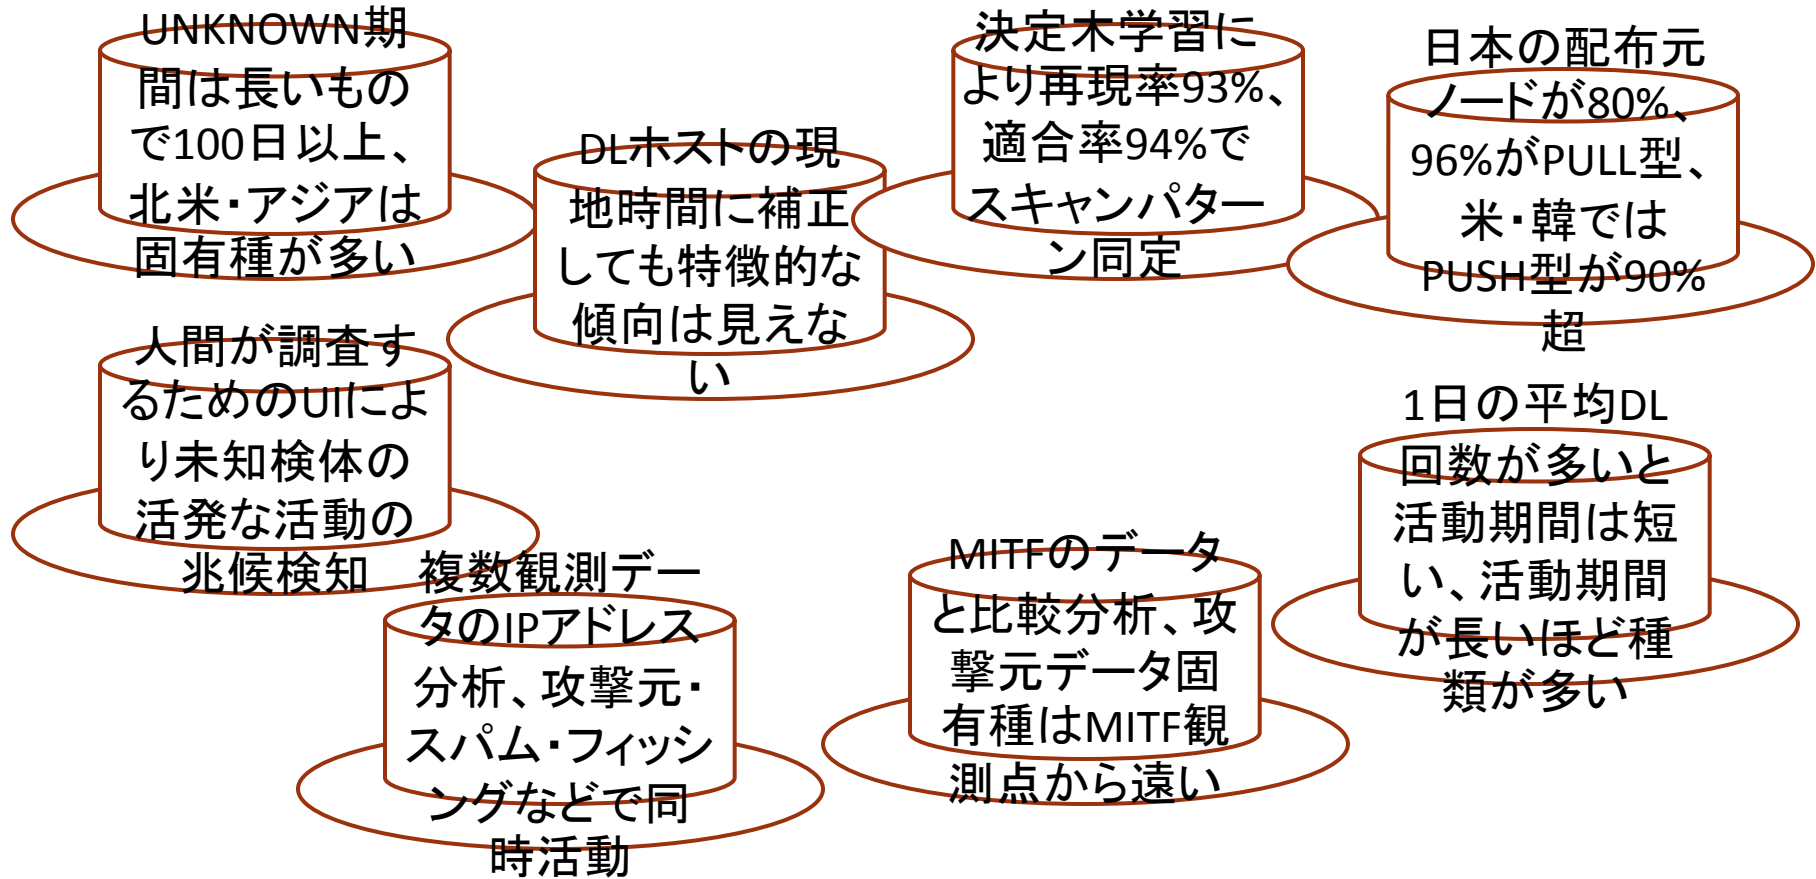 UNKNOWN期
間は長いもの
で100日以上、
北米・アジアは
固有種が多い
DLホストの現
地時間に補正
しても特徴的な
傾向は見えな
い
決定木学習に
より再現率93%、
適合率94%で
スキャンパター
ン同定
日本の配布元
ノードが80%、
96%がPULL型、
米・韓では
PUSH型が90%
超
人間が調査す
るためのUIによ
り未知検体の
活発な活動の
兆候検知
複数観測デー
タのIPアドレス
分析、攻撃元・
スパム・フィッシ
ングなどで同
時活動
MITFのデータ
と比較分析、攻
撃元データ固
有種はMITF観
測点から遠い
1日の平均DL
回数が多いと
活動期間は短
い、活動期間
が長いほど種
類が多い